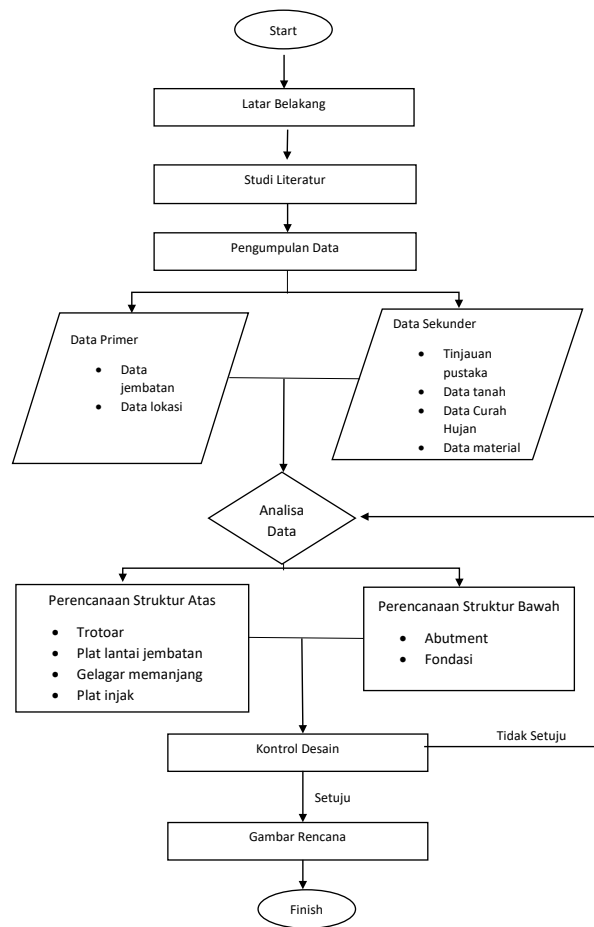 Start
Latar Belakang
Studi Literatur
Pengumpulan Data
Data Primer
• Data
jembatan
• Data lokasi
Data Sekunder
• Tinjauan
pustaka
• Data tanah
• Data Curah
Hujan
• Data material
Analisa
Data
Perencanaan Struktur Atas
• Trotoar
• Plat lantai jembatan
• Gelagar memanjang
• Plat injak
Perencanaan Struktur Bawah
• Abutment
• Fondasi
Kontrol Desain
Tidak Setuju
Setuju
Gambar Rencana
Finish